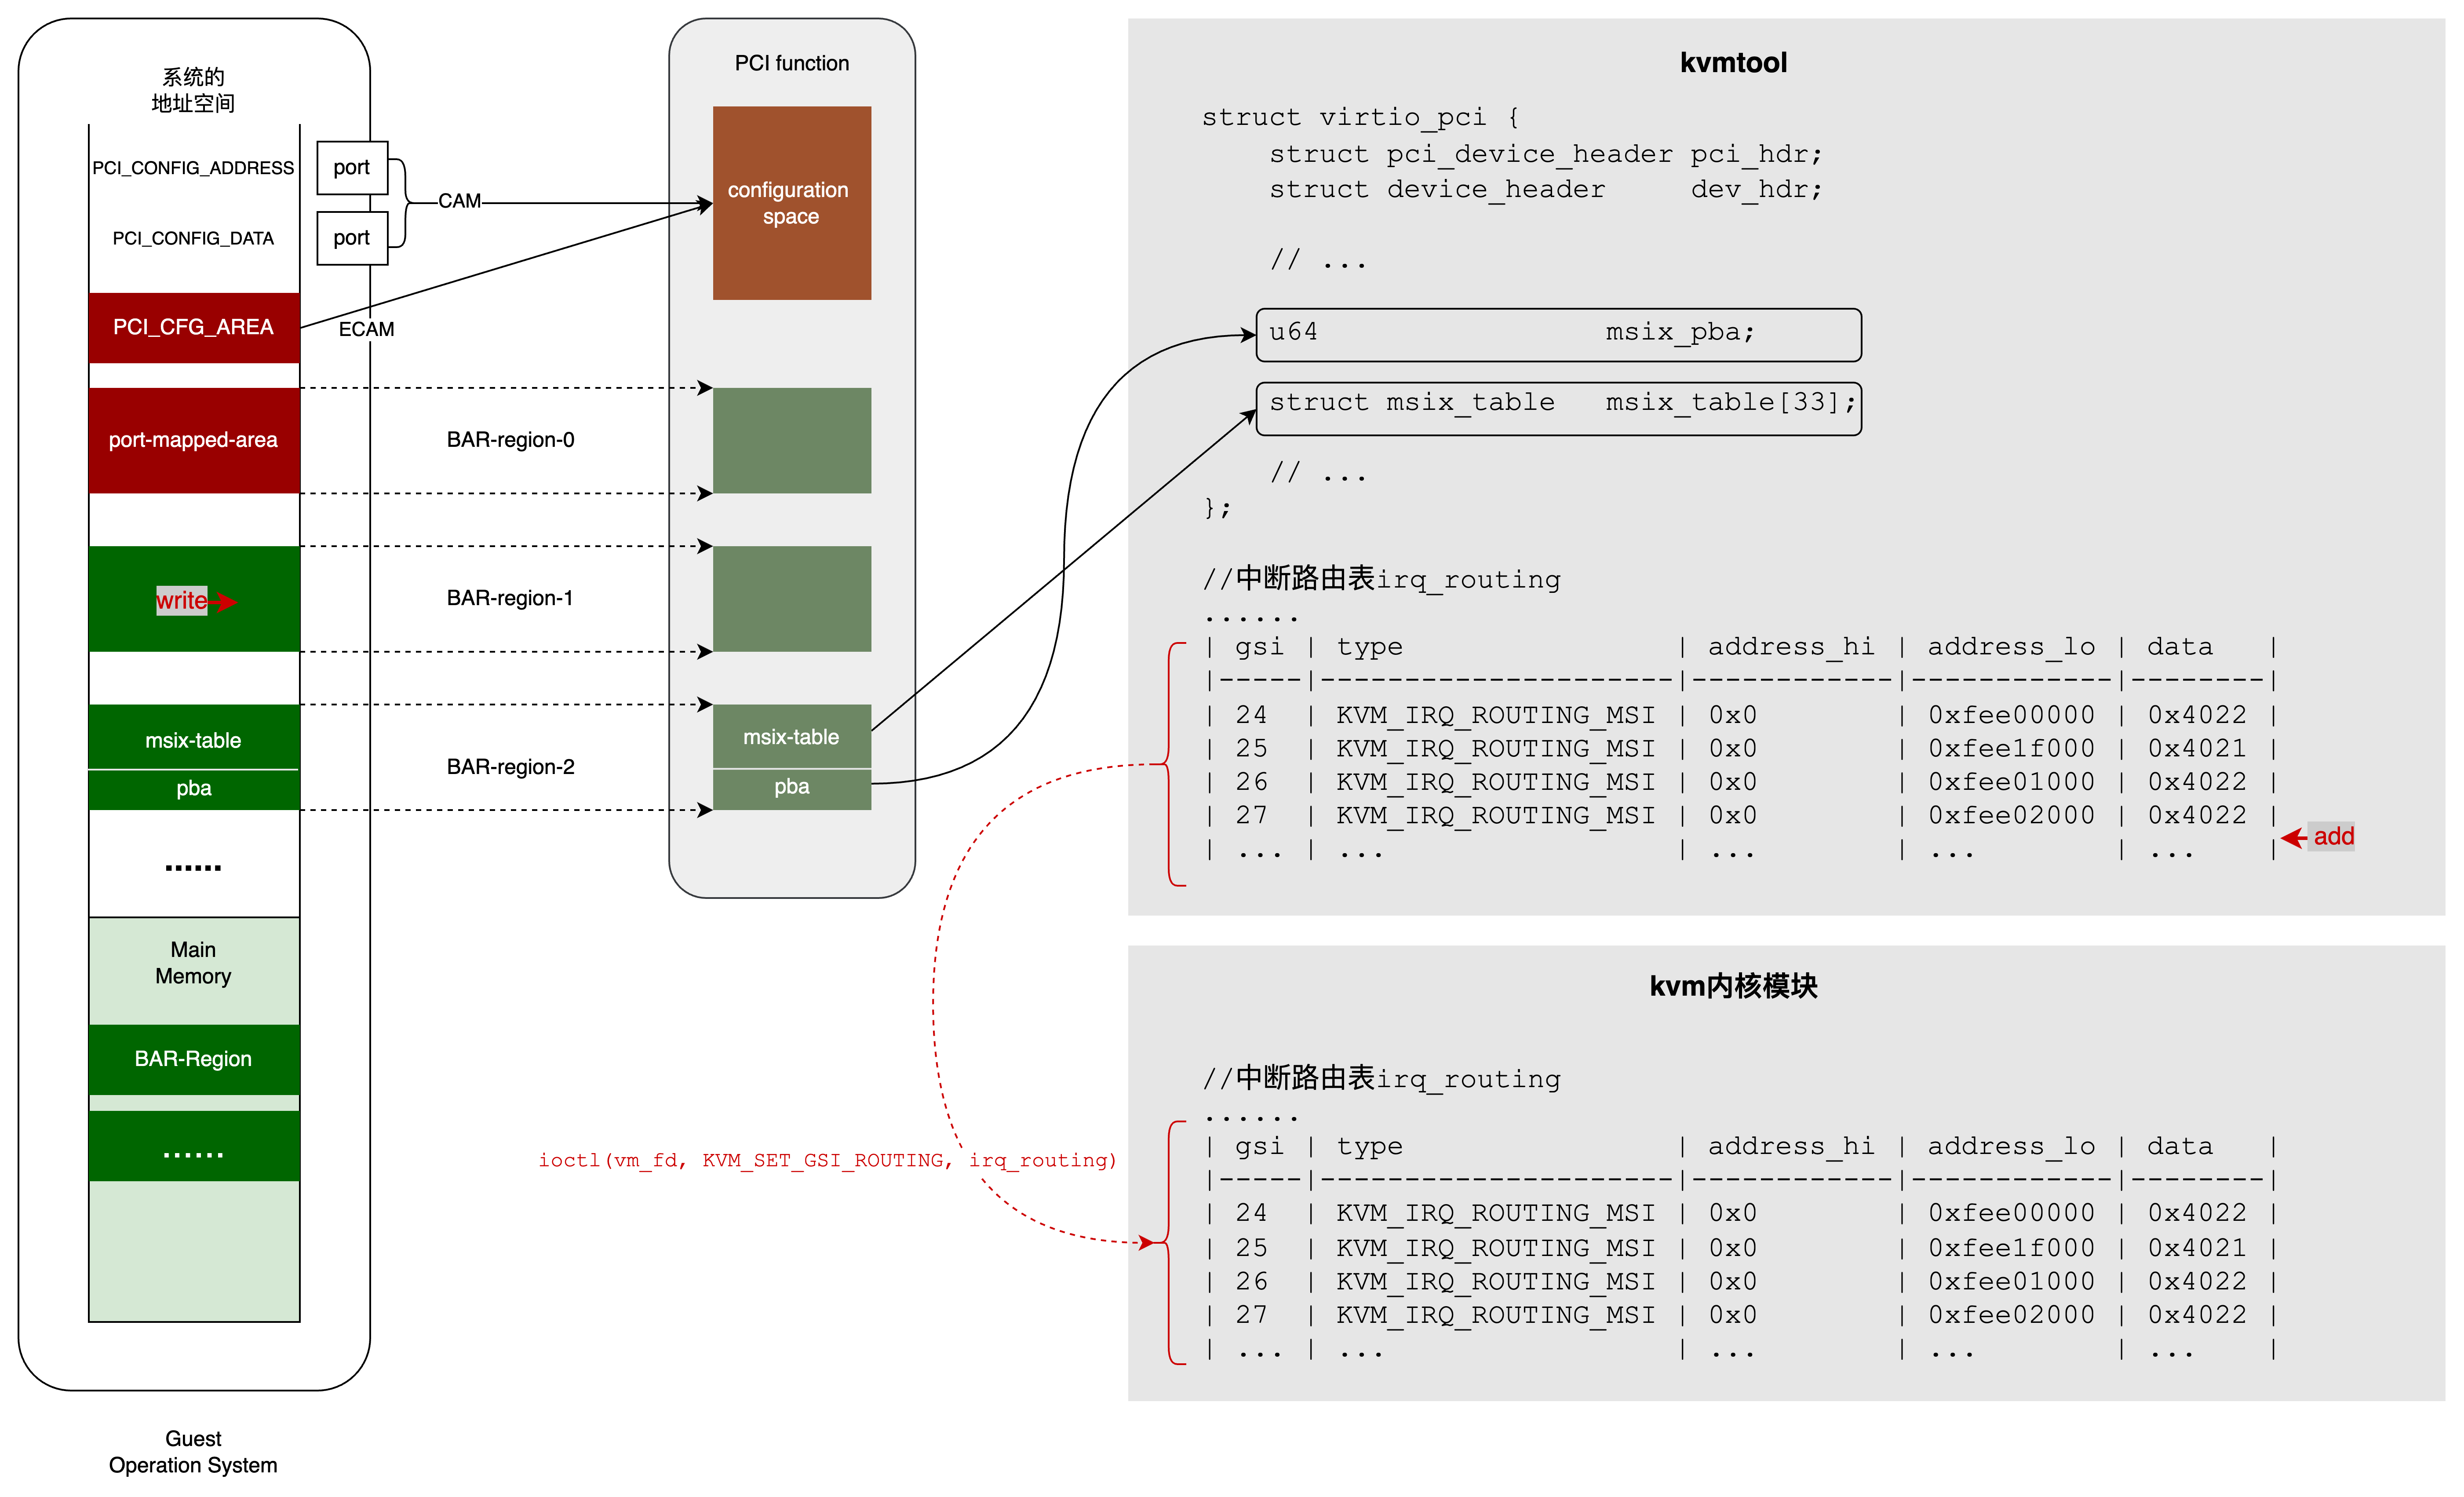 系统的
地址空间
PCI_CONFIG_ADDRESS
port
PCI_CONFIG_DATA
port
CAM
PCI_CFG_AREA
ECAM
port-mapped-area
BAR-region-0
write
BAR-region-1
msix-table
pba
BAR-region-2
......
Main
Memory
BAR-Region
......
Guest
Operation System
PCI function
configuration
space
msix-table
pba
kvmtool
struct virtio_pci {
struct pci_device_header pci_hdr;
struct device_header     dev_hdr;
// ...
u64                 msix_pba;
struct msix_table   msix_table[33];
// ...
};
//中断路由表irq_routing
......
| gsi | type                | address_hi | address_lo | data   |
|-----|---------------------|------------|------------|--------|
| 24  | KVM_IRQ_ROUTING_MSI | 0x0        | 0xfee00000 | 0x4022 |
| 25  | KVM_IRQ_ROUTING_MSI | 0x0        | 0xfee1f000 | 0x4021 |
| 26  | KVM_IRQ_ROUTING_MSI | 0x0        | 0xfee01000 | 0x4022 |
| 27  | KVM_IRQ_ROUTING_MSI | 0x0        | 0xfee02000 | 0x4022 |
| ... | ...                 | ...        | ...        | ...    |
add
ioctl(vm_fd, KVM_SET_GSI_ROUTING, irq_routing)
kvm内核模块
//中断路由表irq_routing
......
| gsi | type                | address_hi | address_lo | data   |
|-----|---------------------|------------|------------|--------|
| 24  | KVM_IRQ_ROUTING_MSI | 0x0        | 0xfee00000 | 0x4022 |
| 25  | KVM_IRQ_ROUTING_MSI | 0x0        | 0xfee1f000 | 0x4021 |
| 26  | KVM_IRQ_ROUTING_MSI | 0x0        | 0xfee01000 | 0x4022 |
| 27  | KVM_IRQ_ROUTING_MSI | 0x0        | 0xfee02000 | 0x4022 |
| ... | ...                 | ...        | ...        | ...    |